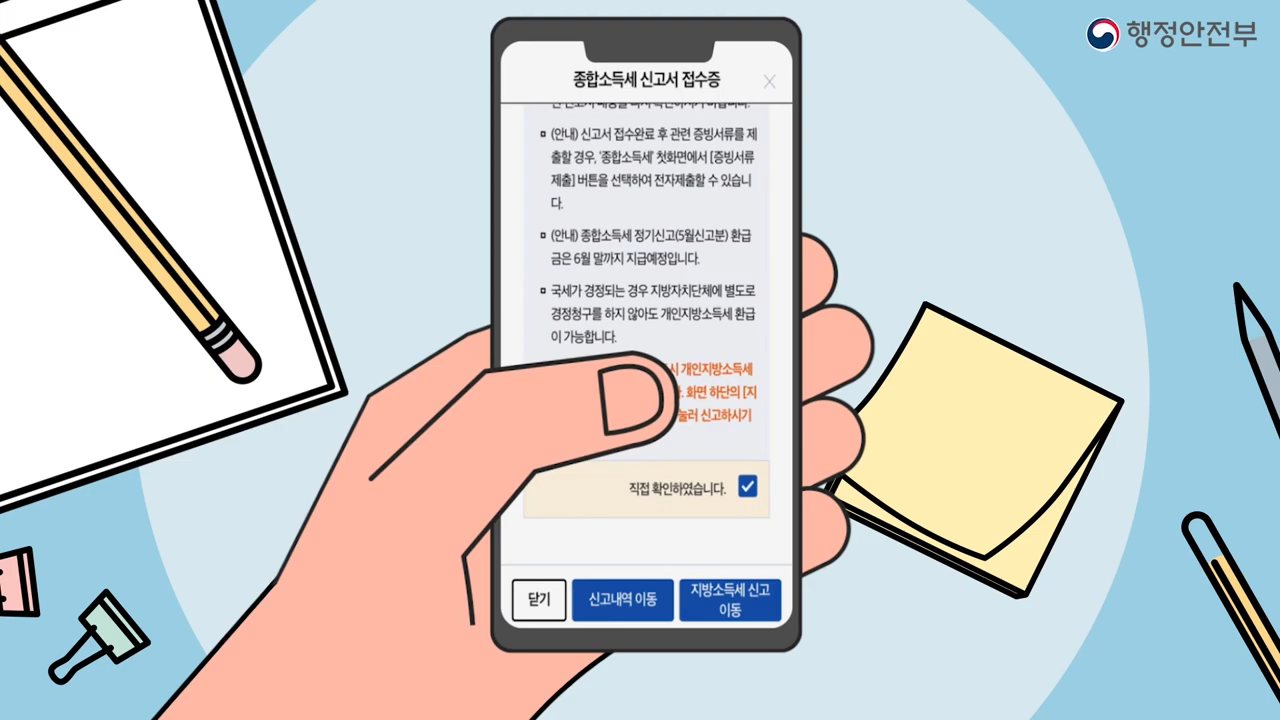 행정안전부
종합소득세 신고서 접수증
(안내) 신고서 접수완료 후 관련 증빙서류를 제
출할 경우, '종합소득세' 첫화면에서 [증빙서류
제출] 버튼을 선택하여 전자제출할 수 있습니
다.
(안내) 종합소득세 정기신고(5월신고분) 환급
금은 6월 말까지 지급예정입니다.
국세가 경정되는 경우 지방자치단체에 별도로
경정청구를 하지 않아도 개인지방소득세 환급
이 가능합니다.
개인지방소득세
화면 하단의 [지
눌러 신고하시기
직접 확인하였습니다.
닫기
신고내역 이동
지방소득세 신고
이동